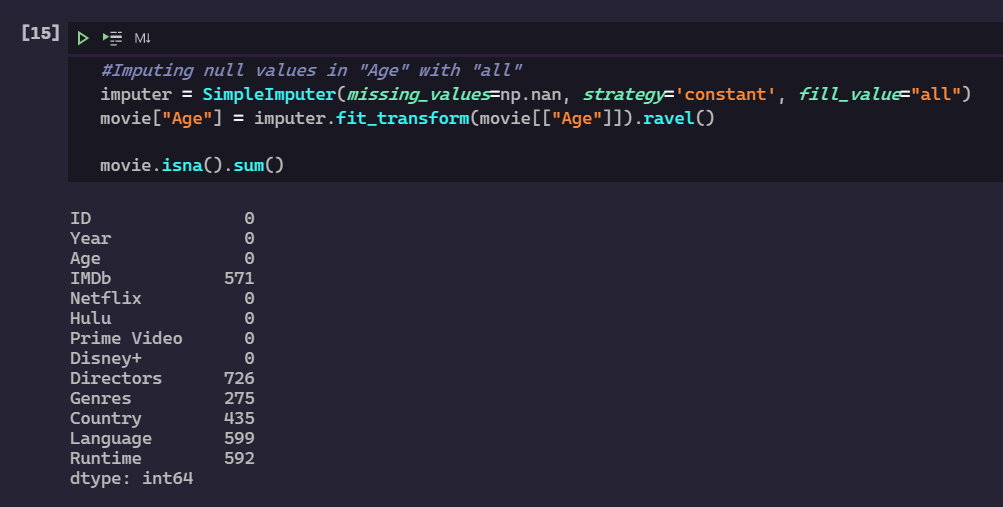 [15]
M↓
#Imputing null values in "Age" with "all"
imputer = SimpleImputer(missing_values=np.nan, strategy='constant', fill_value="all")
movie["Age"] = imputer.fit_transform(movie[["Age"]]).ravel()
movie.isna().sum()
ID 0
Year 0
Age 0
IMDb 571
Netflix 0
Hulu 0
Prime Video 0
Disney+ 0
Directors 726
Genres 275
Country 435
Language 599
Runtime 592
dtype: int64